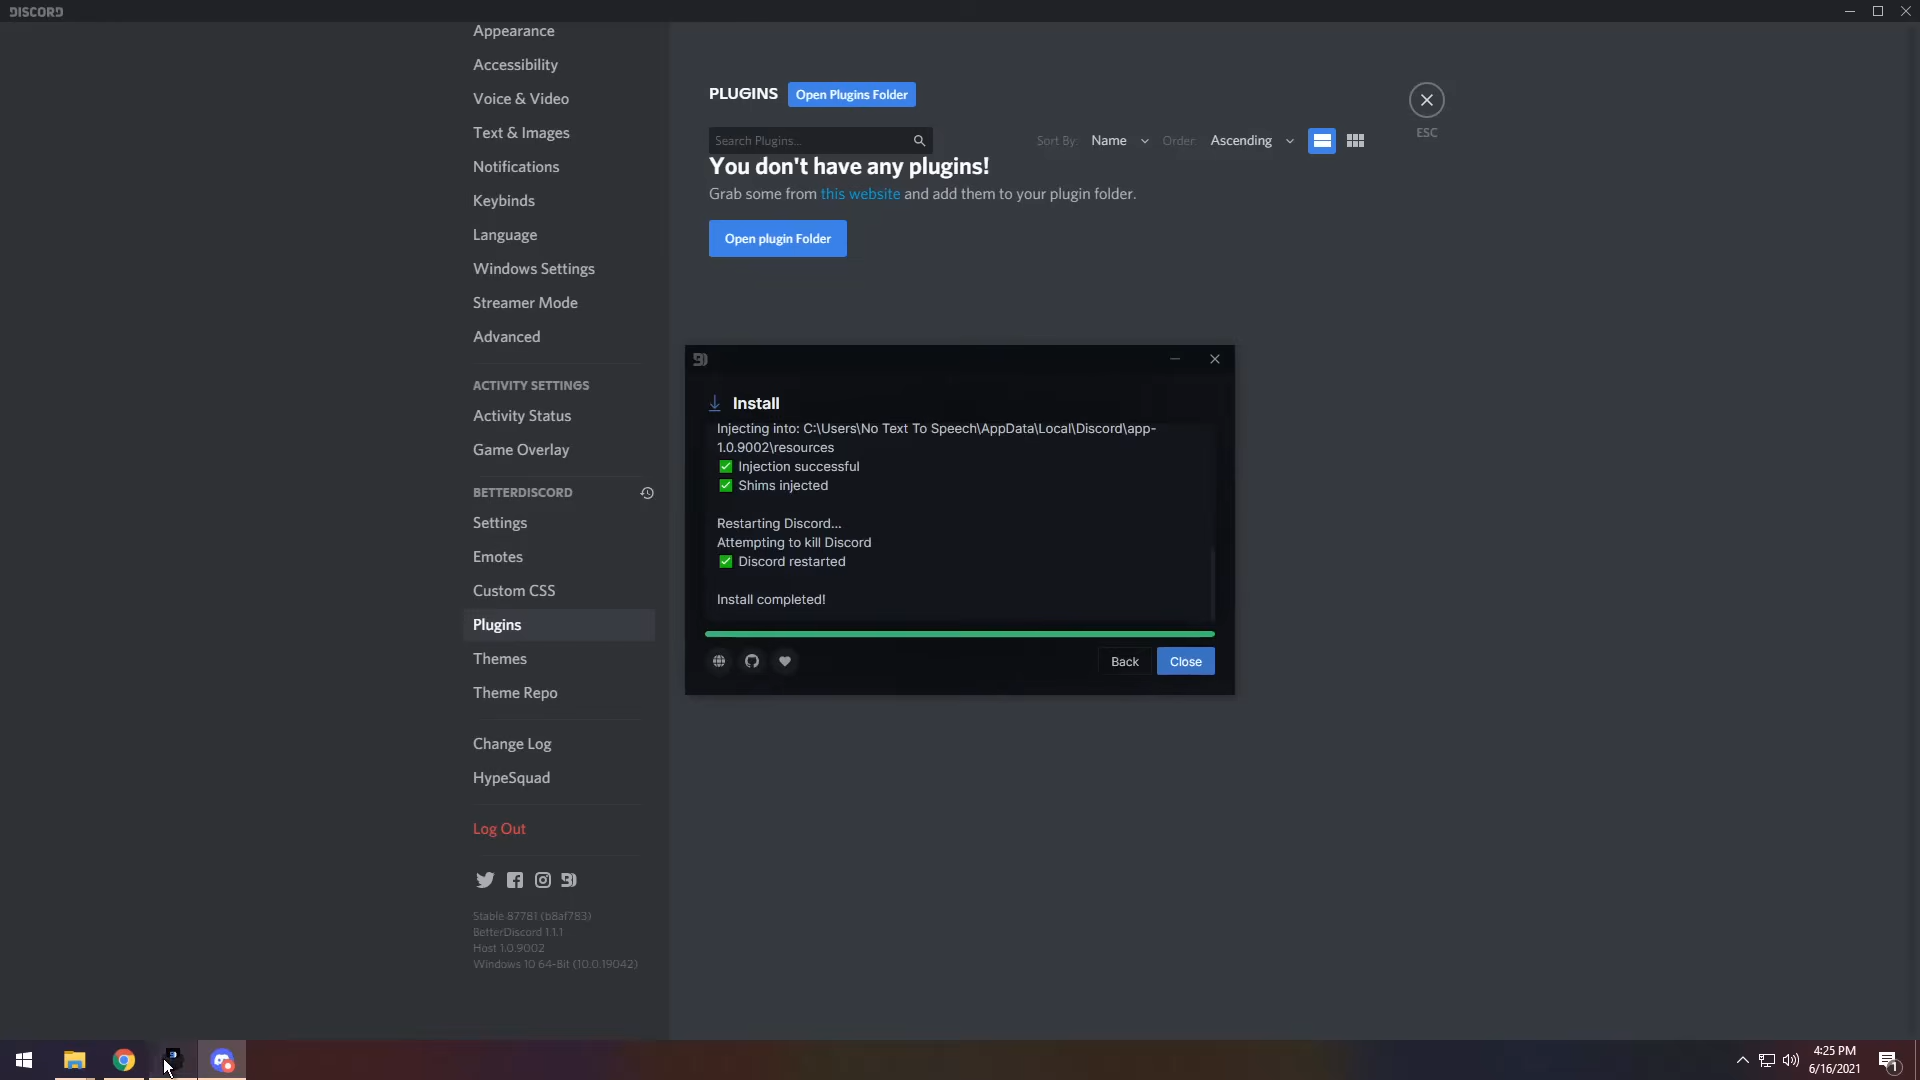 DISCORD
Appearance
Accessibility
Voice & Video
Text & Images
Notifications
Keybinds
Language
Windows Settings
Streamer Mode
Advanced
ACTIVITY SETTINGS
Activity Status
Game Overlay
BETTERDISCORD
Settings
Emotes
Custom CSS
Plugins
Themes
Theme Repo
Change Log
HypeSquad
Log Out
Stable 87781 (b8af783)
BetterDiscord 1.1.1
Host 1.0.9002
Windows 10 64-Bit (10.0.19042)
PLUGINS Open Plugins Folder
Search Plugins... Sort By: Name Order: Ascending
ESC
You don't have any plugins!
Grab some from this website and add them to your plugin folder.
Open plugin Folder
Install
Injecting into: C:\Users\No Text To Speech\AppData\Local\Discord\app-
1.0.9002\resources
✅ Injection successful
✅ Shims injected
Restarting Discord...
Attempting to kill Discord
✅ Discord restarted
Install completed!
Back Close
4:25 PM
6/16/2021
1